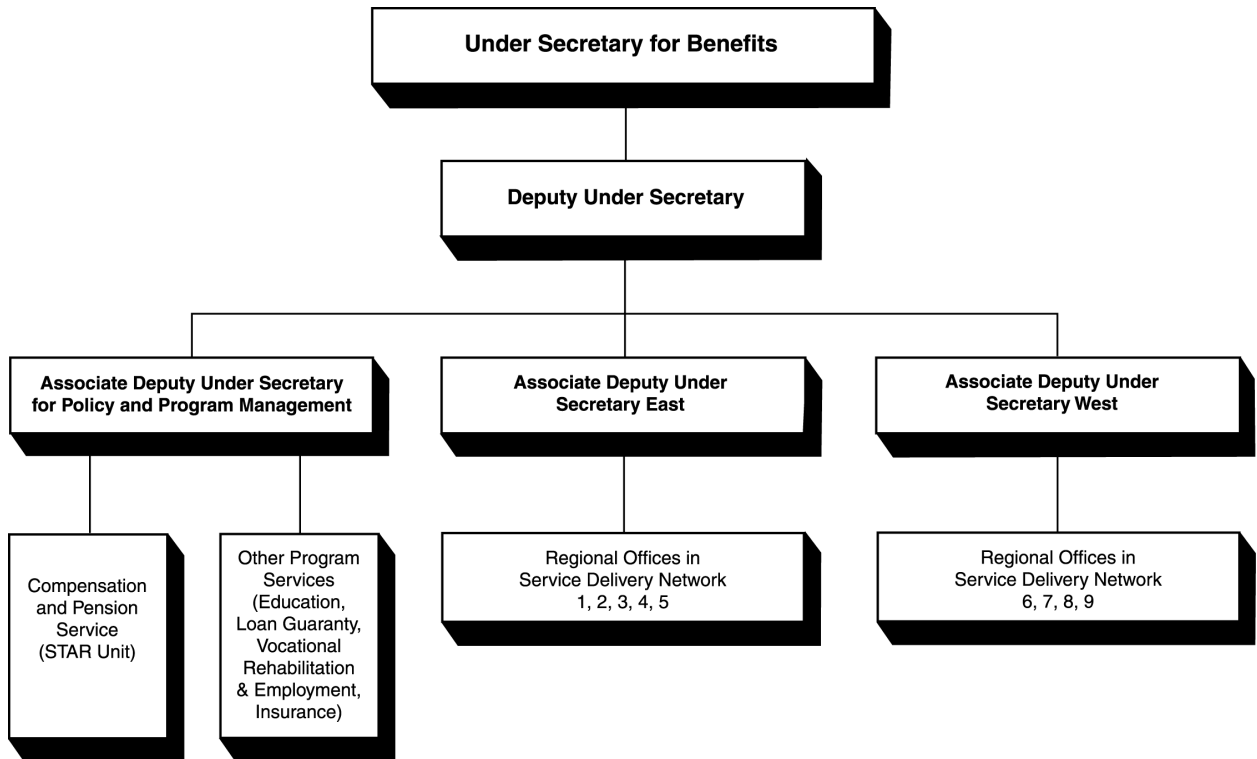 Under Secretary for Benefits
Deputy Under Secretary
Associate Deputy Under Secretary
for Policy and Program Management
Associate Deputy Under
Secretary East
Associate Deputy Under
Secretary West
Compensation
and Pension
Service
(STAR Unit)
Other Program
Services
(Education,
Loan Guaranty,
Vocational
Rehabilitation
& Employment,
Insurance)
Regional Offices in
Service Delivery Network
1, 2, 3, 4, 5
Regional Offices in
Service Delivery Network
6, 7, 8, 9